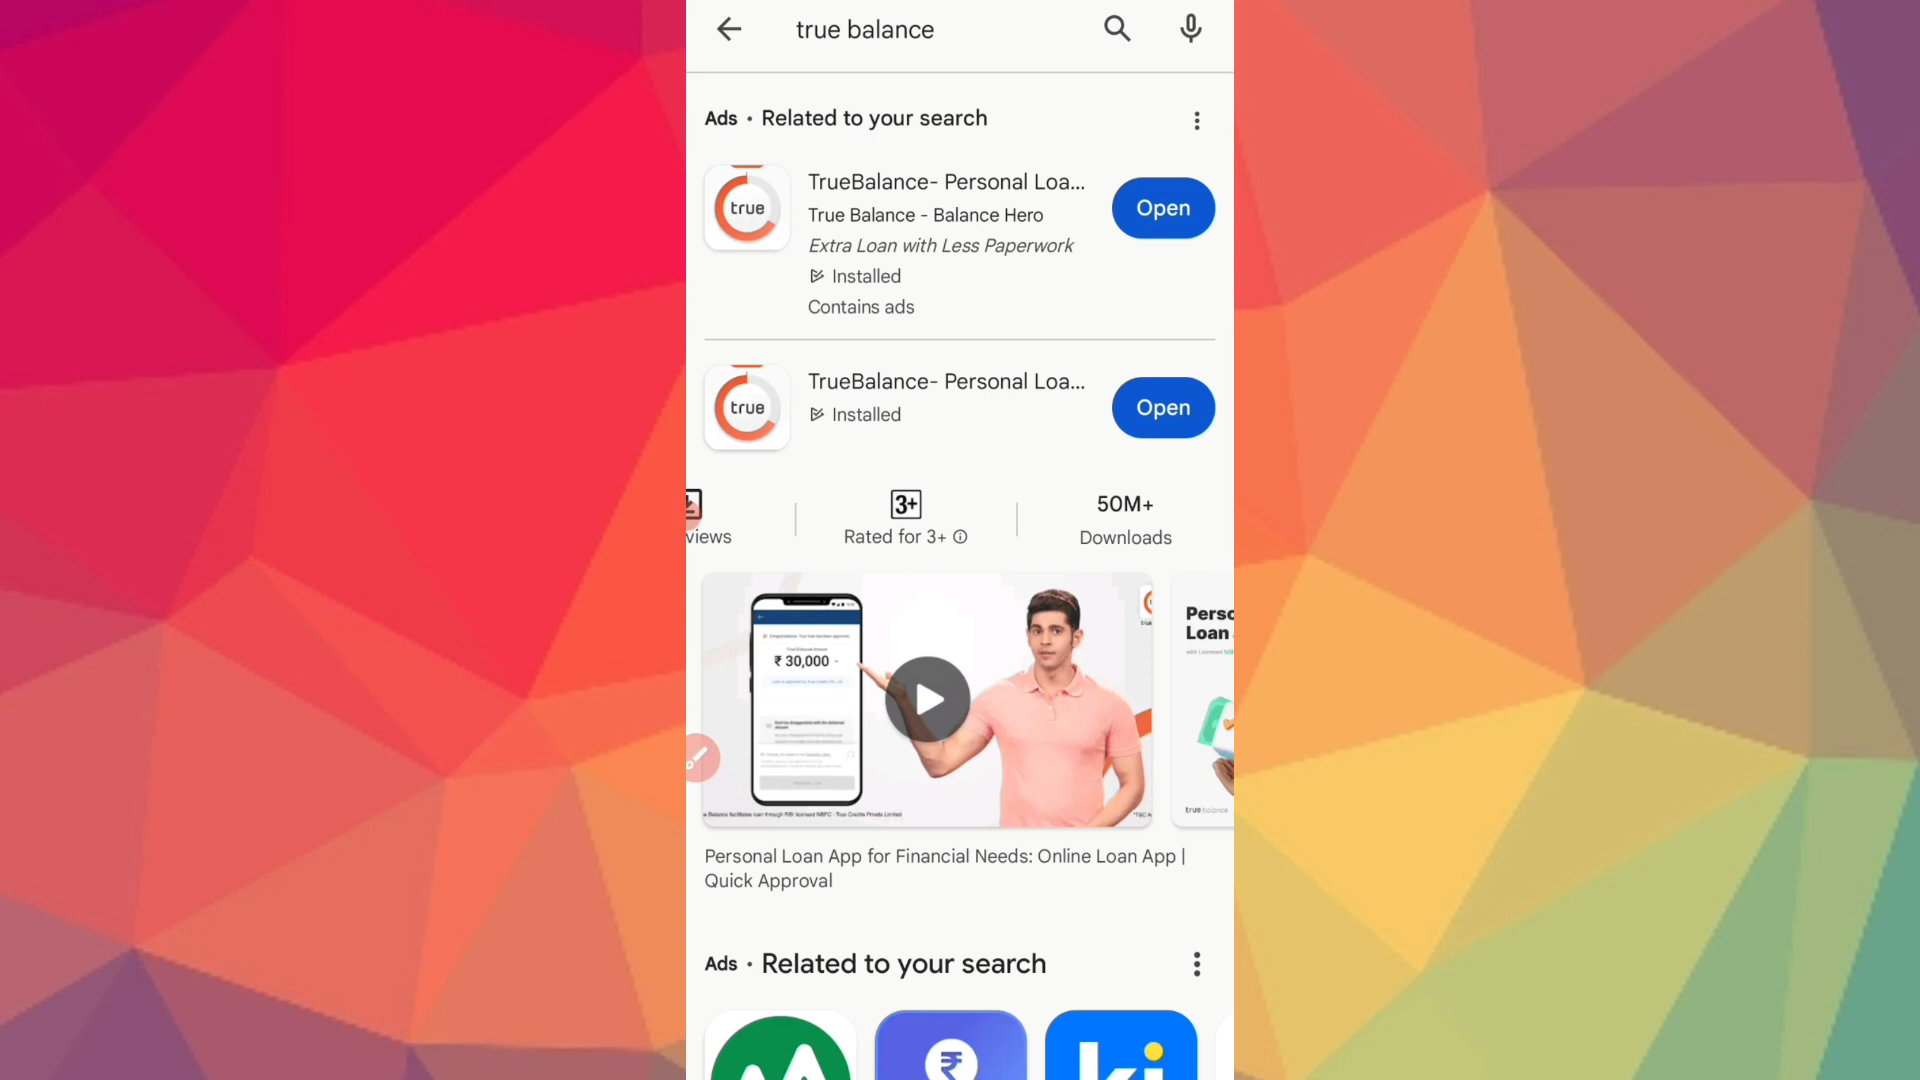 true balance
Ads • Related to your search
true
TrueBalance- Personal Loa...
True Balance - Balance Hero
Extra Loan with Less Paperwork
Installed
Contains ads
Open
true
TrueBalance- Personal Loa...
Installed
Open
views
3+
Rated for 3+
50M+
Downloads
₹ 30,000
Perso
Loan
true balance
Personal Loan App for Financial Needs: Online Loan App |
Quick Approval
Ads • Related to your search
₹
ki